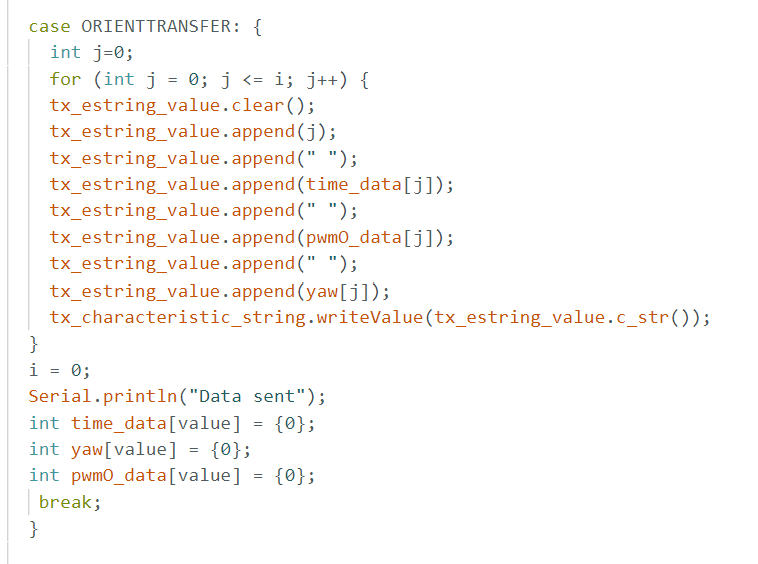 case ORIENTTRANSFER: {
int j=0;
for (int j = 0; j <= i; j++) {
tx_estring_value.clear();
tx_estring_value.append(j);
tx_estring_value.append(" ");
tx_estring_value.append(time_data[j]);
tx_estring_value.append(" ");
tx_estring_value.append(pwmO_data[j]);
tx_estring_value.append(" ");
tx_estring_value.append(yaw[j]);
tx_characteristic_string.writeValue(tx_estring_value.c_str());
}
i = 0;
Serial.println("Data sent");
int time_data[value] = {0};
int yaw[value] = {0};
int pwmO_data[value] = {0};
break;
}